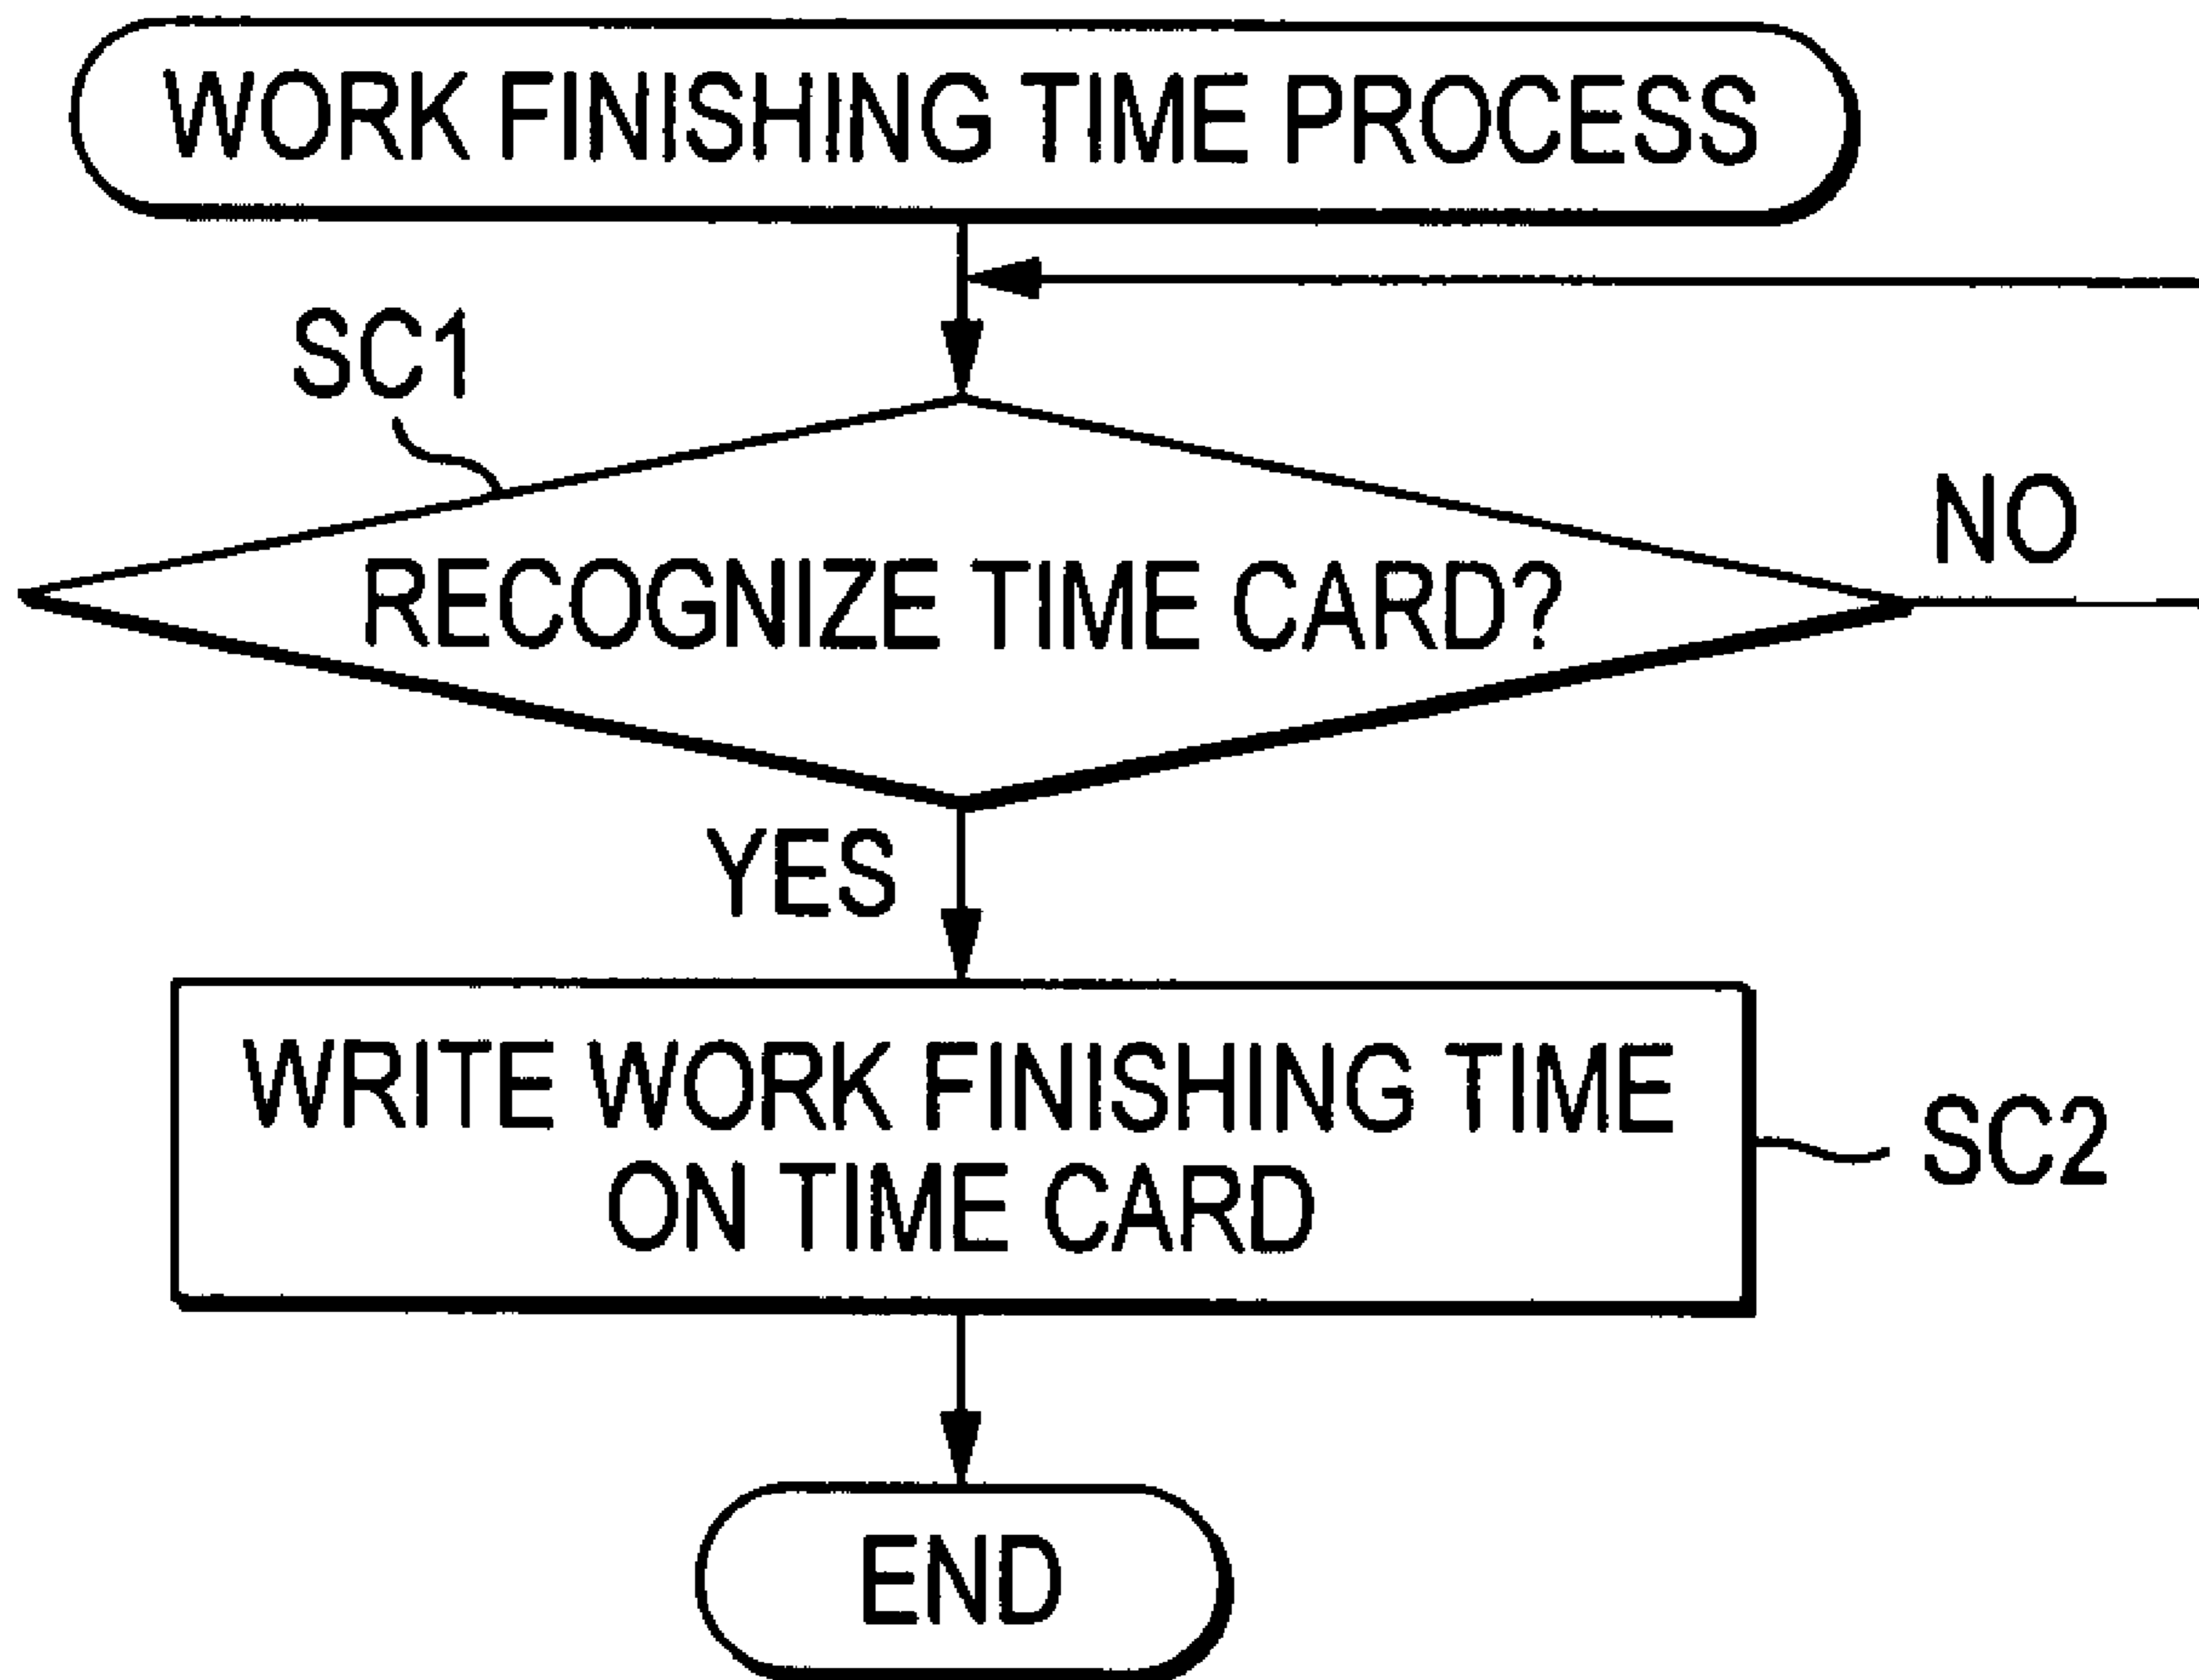 WORK FINISHING TIME PROCESS
SC1
RECOGNIZE TIME CARD?
NO
YES
WRITE WORK FINISHING TIME
ON TIME CARD
SC2
END